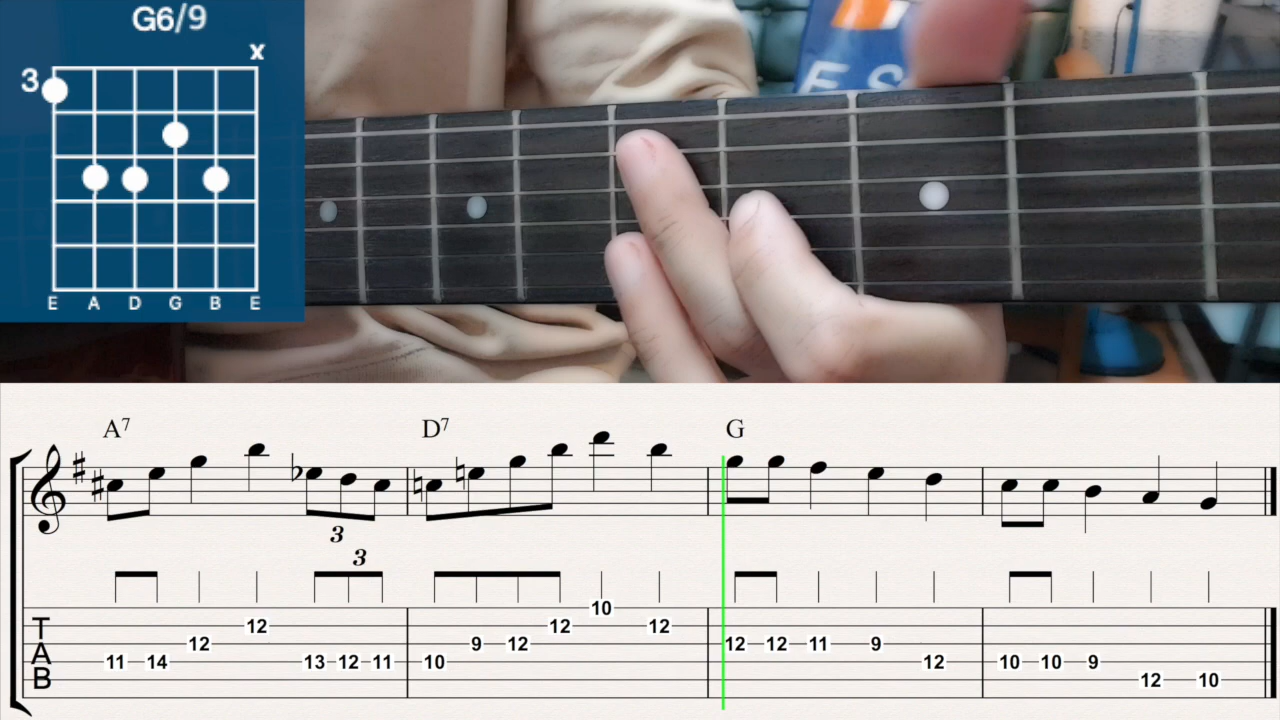 G6/9
x
3
E A D G B E
E S
A7 D7 G
3
3
T
A
B
10
12 12
12 9 12 12 12 11 9
11 14 13 12 11 10 12 10 10 9
12 10